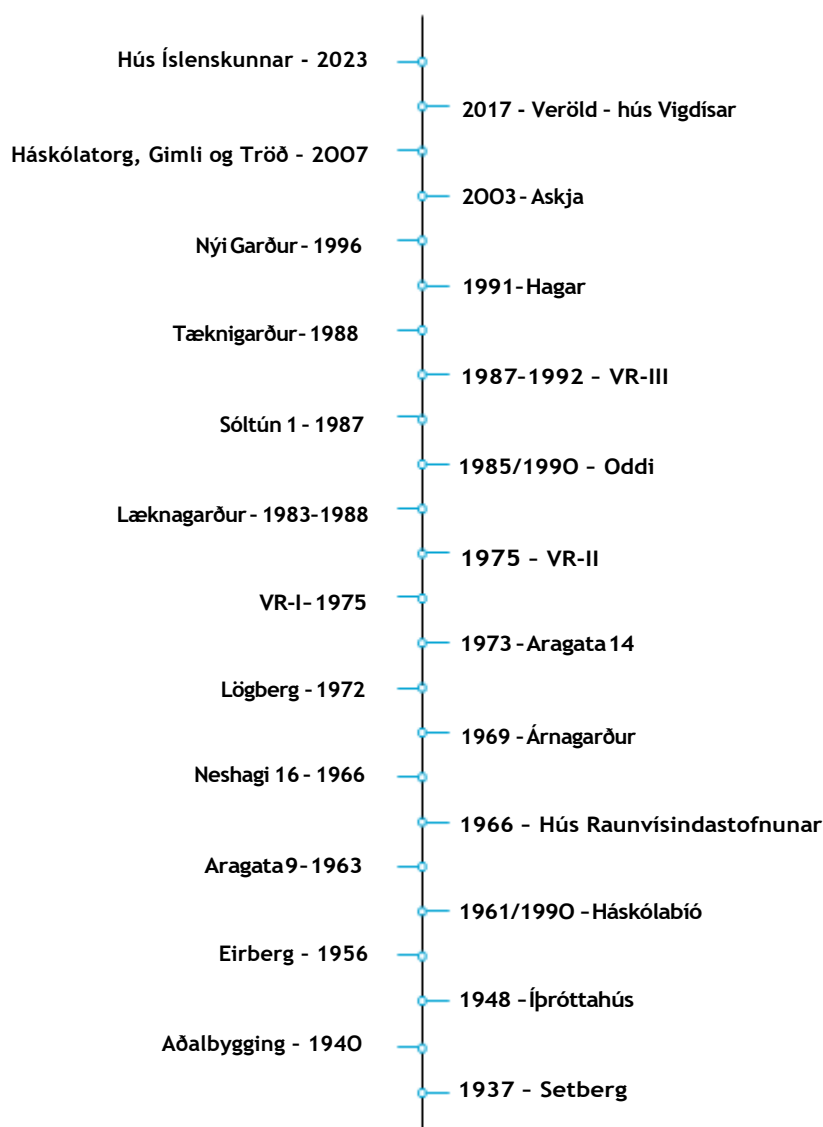 Hús Íslenskunnar - 2023
2017 - Veröld - hús Vigdísar
Háskólatorg, Gimli og Tröð - 2007
2003 - Askja
Nýi Garður - 1996
1991 - Hagar
Tæknigarður - 1988
1987-1992 - VR-III
Sóltún 1 - 1987
1985/1990 - Oddi
Læknagarður - 1983-1988
1975 - VR-II
VR-I - 1975
1973 - Aragata 14
Lögberg - 1972
1969 - Árnagarður
Neshagi 16 - 1966
1966 - Hús Raunvísindastofnunar
Aragata 9 - 1963
1961/1990 - Háskólabíó
Eirberg - 1956
1948 - Íþróttahús
Aðalbygging - 1940
1937 - Setberg